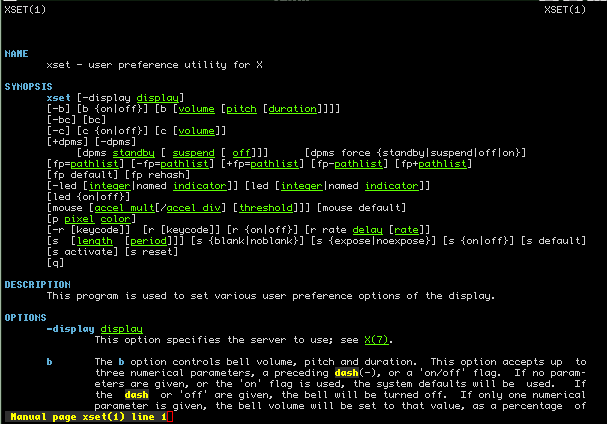 XSET(1) XSET(1)
NAME
xset - user preference utility for X
SYNOPSIS
xset [-display display]
[-b] [b {on|off}] [b [volume [pitch [duration]]]]
[-bc] [bc]
[-c] [c {on|off}] [c [volume]]
[+dpms] [-dpms]
[dpms standby [ suspend [ off]]] [dpms force {standby|suspend|off|on}]
[fp=pathlist] [-fp=pathlist] [+fp=pathlist] [fp-pathlist] [fp+pathlist]
[fp default] [fp rehash]
[-led [integer|named indicator]] [led [integer|named indicator]]
[led {on|off}]
[mouse [accel_mult[/accel_div] [threshold]]] [mouse default]
[p pixel color]
[-r [keycode]] [r [keycode]] [r {on|off}] [r rate delay [rate]]
[s [length [period]]] [s {blank|noblank}] [s {expose|noexpose}] [s {on|off}] [s default]
[s activate] [s reset]
[q]
DESCRIPTION
This program is used to set various user preference options of the display.
OPTIONS
-display display
This option specifies the server to use; see X(7).
b The b option controls bell volume, pitch and duration. This option accepts up to
three numerical parameters, a preceding dash(-), or a 'on/off' flag. If no param-
eters are given, or the 'on' flag is used, the system defaults will be used. If
the dash or 'off' are given, the bell will be turned off. If only one numerical
parameter is given, the bell volume will be set to that value, as a percentage of
Manual page xset(1) line 1